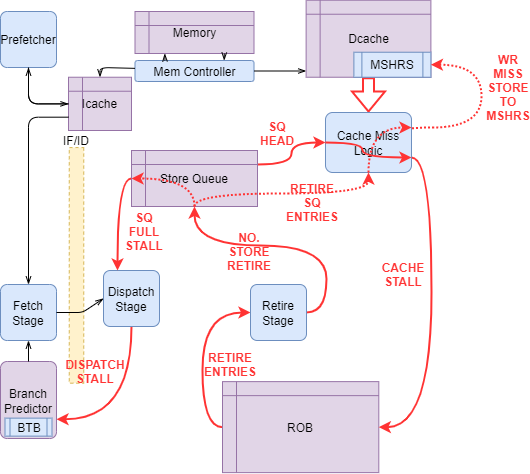 Prefetcher
Memory
Mem Controller
Dcache
MSHRS
WR
MISS
STORE
TO
MSHRS
Icache
IF/ID
SQ
HEAD
Cache Miss
Logic
Store Queue
RETIRE
SQ
ENTRIES
SQ
FULL
STALL
NO.
STORE
RETIRE
CACHE
STALL
Fetch
Stage
Dispatch
Stage
Retire
Stage
DISPATCH
STALL
RETIRE
ENTRIES
Branch
Predictor
BTB
ROB